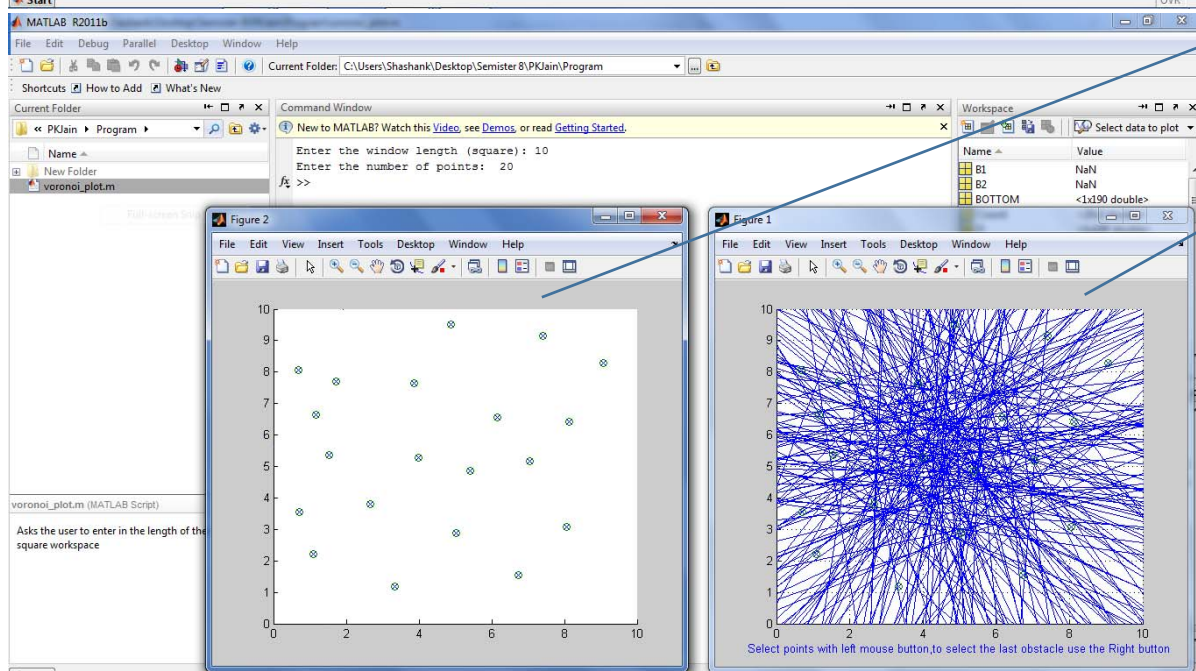 Start
OVR
MATLAB R2011b
File Edit Debug Parallel Desktop Window Help
Current Folder: C:\Users\Shashank\Desktop\Semister 8\PKJain\Program
Shortcuts How to Add What's New
Current Folder
« PKJain Program
Name
New Folder
voronoi_plot.m
voronoi_plot.m (MATLAB Script)
Asks the user to enter in the length of the
square workspace
Command Window
New to MATLAB? Watch this Video, see Demos, or read Getting Started.
Enter the window length (square): 10
Enter the number of points: 20
fx >>
Workspace
Select data to plot
Name Value
B1 NaN
B2 NaN
BOTTOM <1x190 double>
Figure 2
File Edit View Insert Tools Desktop Window Help
10
9
8
7
6
5
4
3
2
1
0
0 2 4 6 8 10
Figure 1
File Edit View Insert Tools Desktop Window Help
10
9
8
7
6
5
4
3
2
1
0
0 2 4 6 8 10
Select points with left mouse button,to select the last obstacle use the Right button